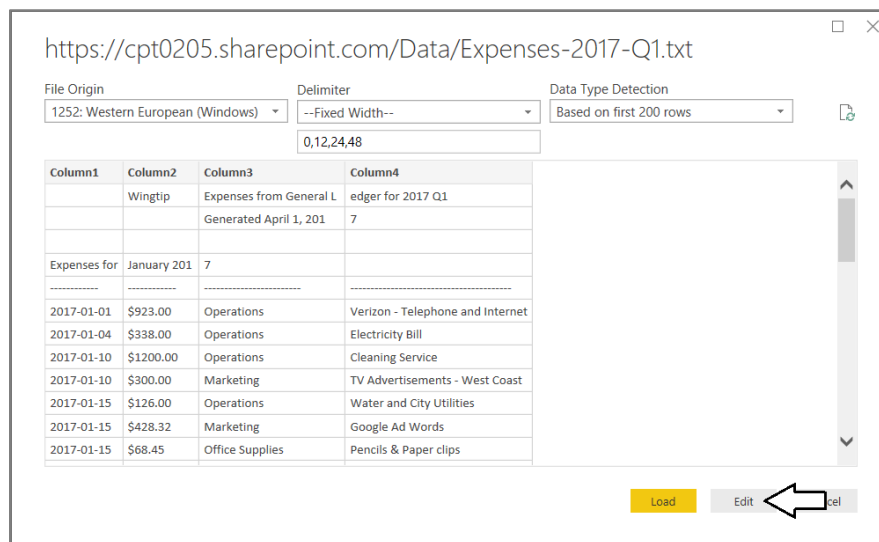 https://cpt0205.sharepoint.com/Data/Expenses-2017-Q1.txt
File Origin Delimiter Data Type Detection
1252: Western European (Windows) --Fixed Width-- Based on first 200 rows
0,12,24,48
Column1 Column2 Column3 Column4
Wingtip Expenses from General L edger for 2017 Q1
Generated April 1, 201 7
Expenses for January 201 7
------------ ------------ ------------------------ ----------------------------------------
2017-01-01 $923.00 Operations Verizon - Telephone and Internet
2017-01-04 $338.00 Operations Electricity Bill
2017-01-10 $1200.00 Operations Cleaning Service
2017-01-10 $300.00 Marketing TV Advertisements - West Coast
2017-01-15 $126.00 Operations Water and City Utilities
2017-01-15 $428.32 Marketing Google Ad Words
2017-01-15 $68.45 Office Supplies Pencils & Paper clips
Load Edit cel